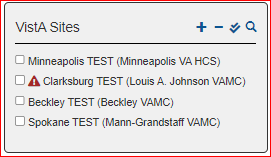 VistA Sites
Minneapolis TEST (Minneapolis VA HCS)
Clarksburg TEST (Louis A. Johnson VAMC)
Beckley TEST (Beckley VAMC)
Spokane TEST (Mann-Grandstaff VAMC)